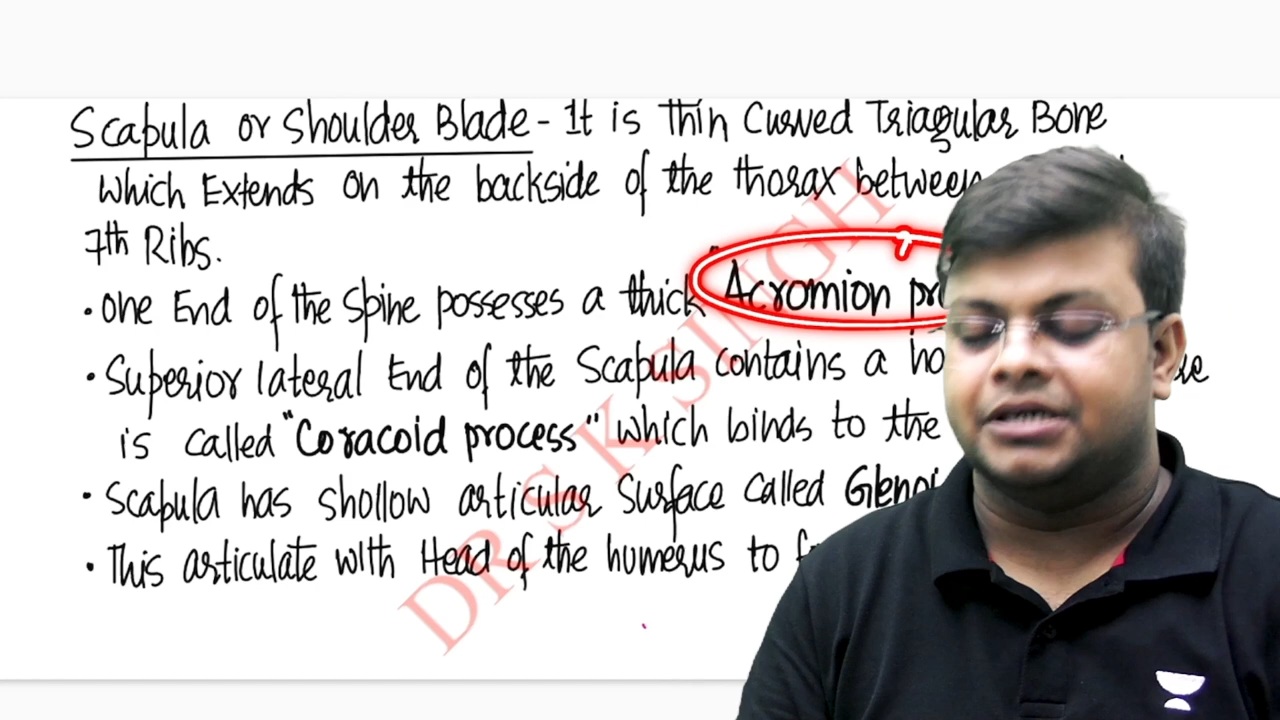 Scapula or Shoulder Blade - It is Thin Curved Triagular Bone
which Extends on the backside of the thorax between
7th Ribs.
• One End of the Spine possesses a thick "Acromion
• Superior lateral End of the Scapula contains a
is called "Coracoid process" which binds to the
• Scapula has shollow articular Surface called
• This articulate with Head of the humerus to
DR S K SINGH